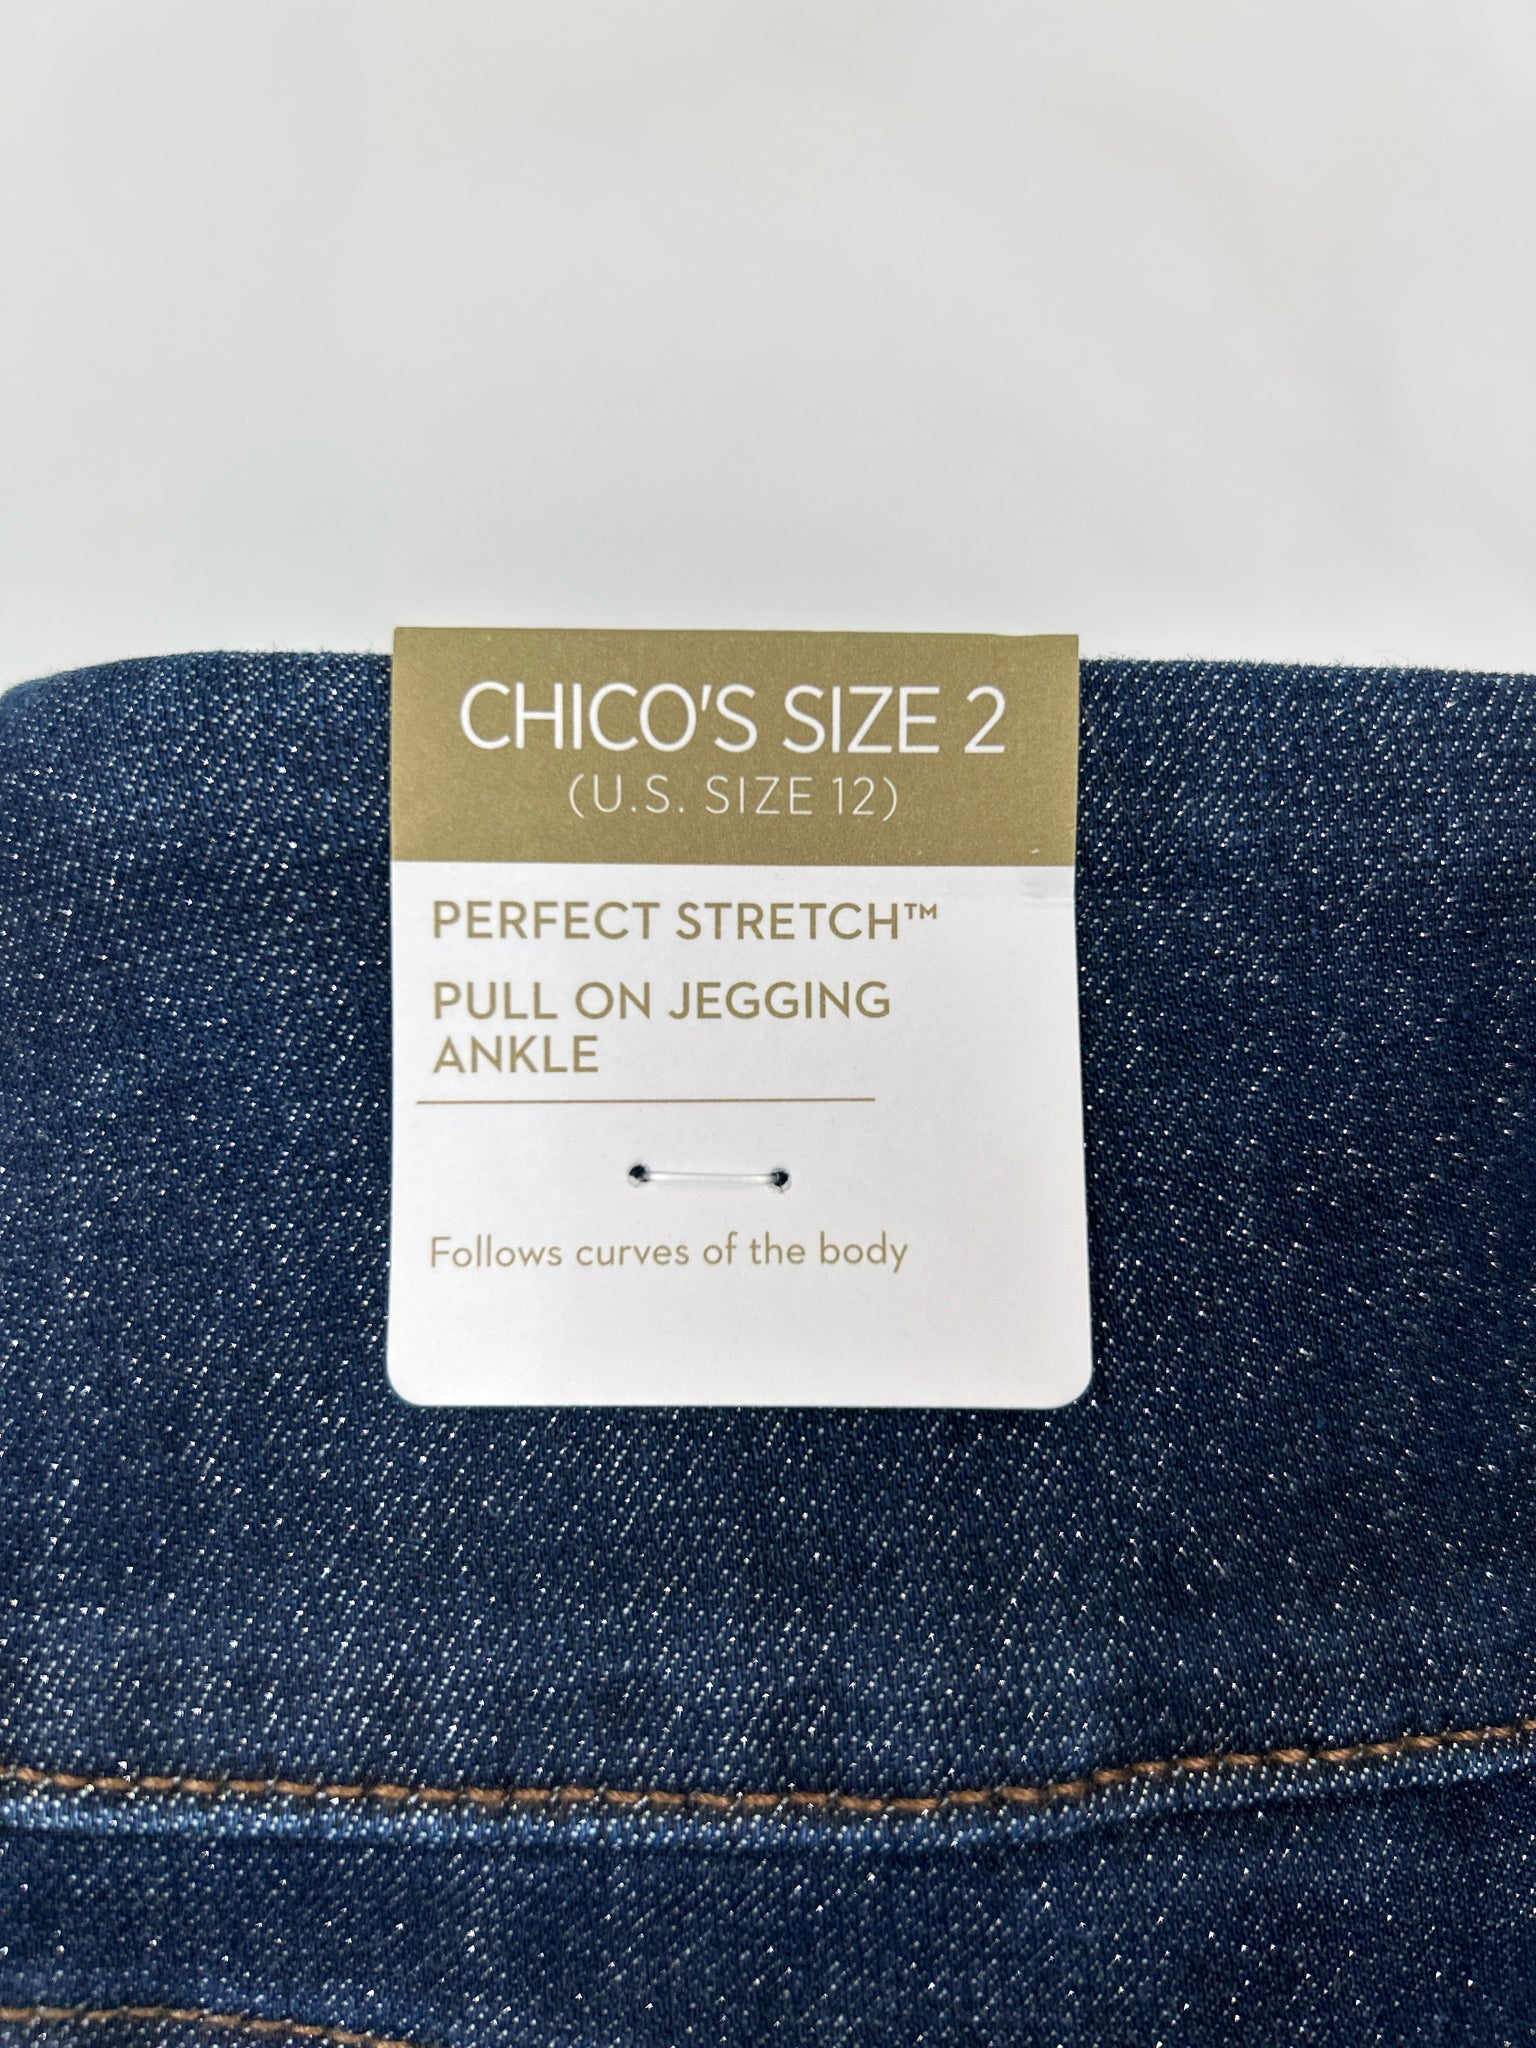 CHICO'S SIZE 2
(U.S. SIZE 12)
PERFECT STRETCH™
PULL ON JEGGING
ANKLE
Follows curves of the body